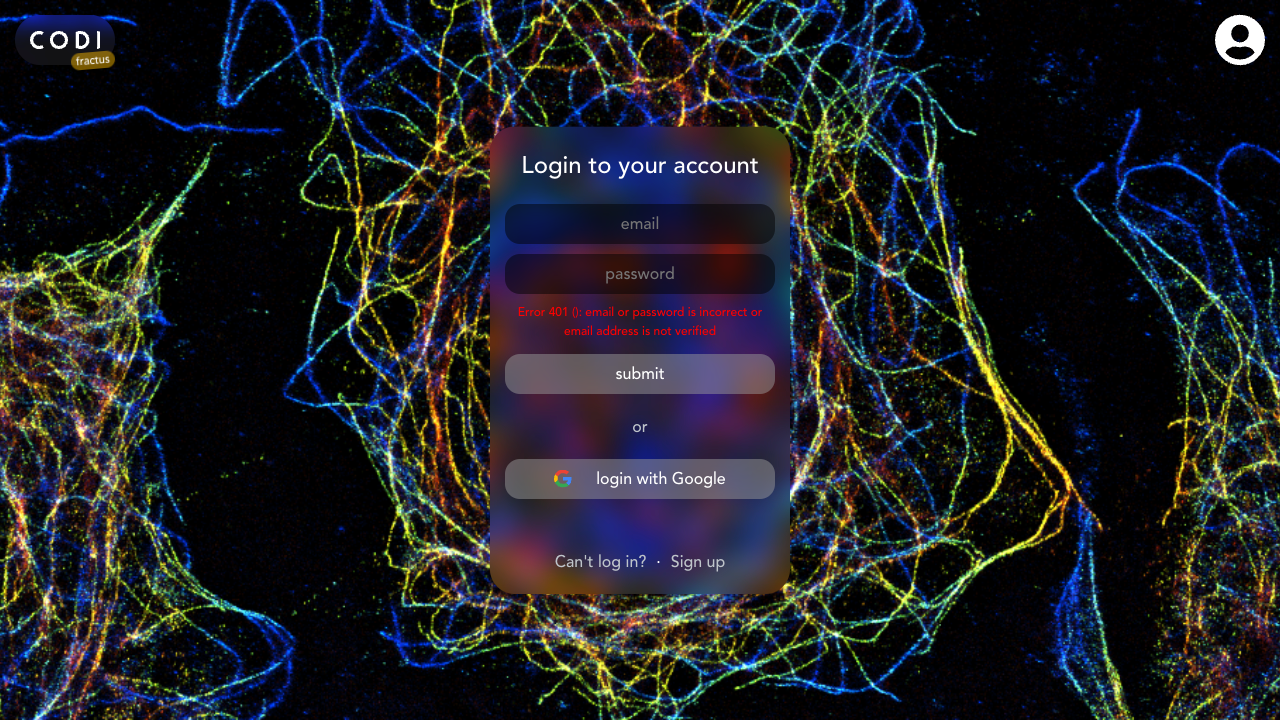 CODI
fractus
Login to your account
email
password
Error 401 (): email or password is incorrect or
email address is not verified
submit
or
login with Google
Can't log in? · Sign up